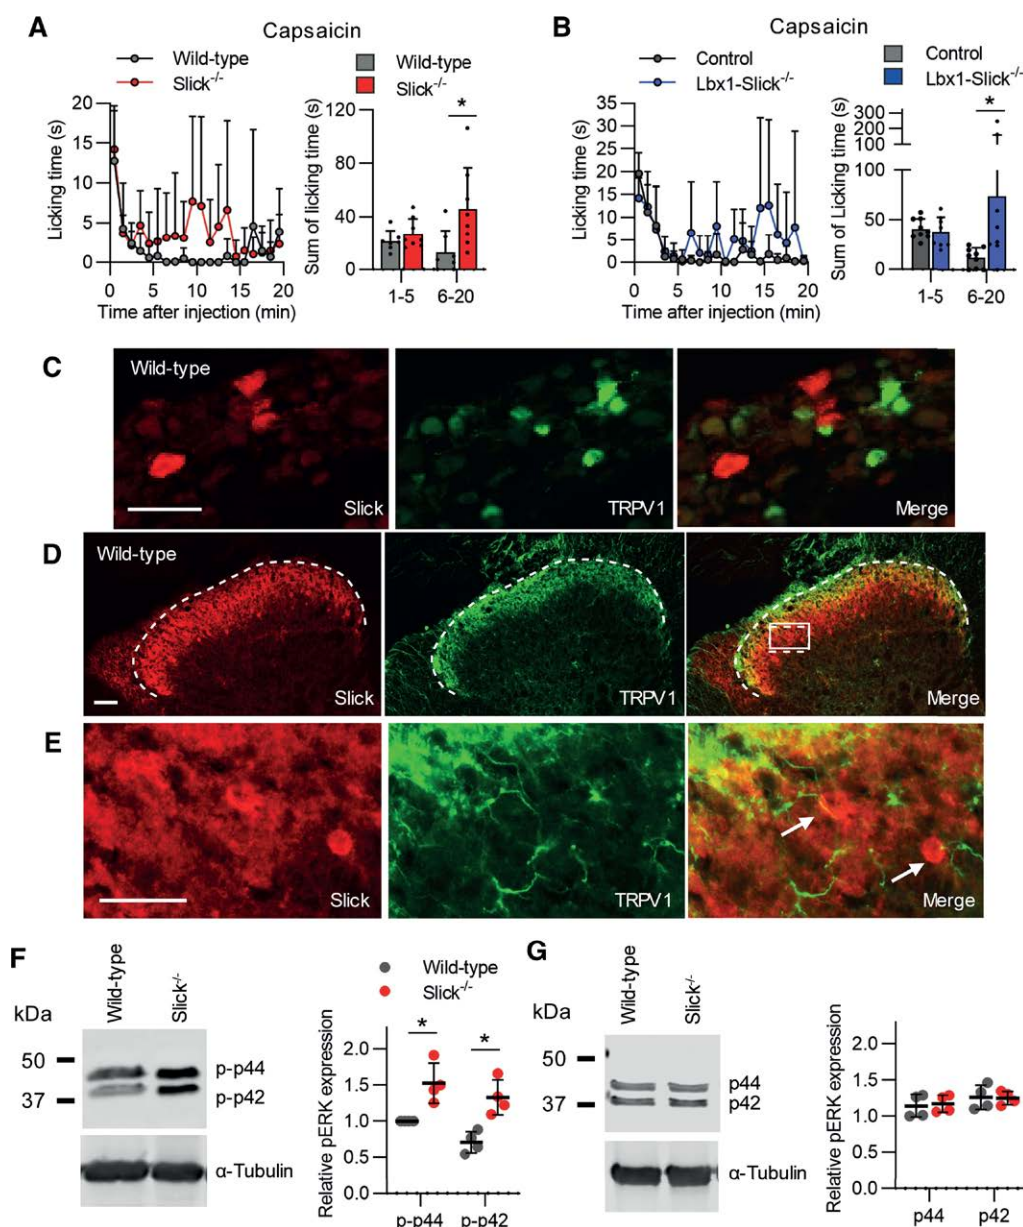 A
Capsaicin
Wild-type
Slick-/-
Wild-type
Slick-/-
Licking time (s)
20
15
10
5
0
0 5 10 15 20
Time after injection (min)
Sum of licking time (s)
120
80
40
0
*
1-5 6-20
B
Capsaicin
Control
Lbx1-Slick-/-
Control
Lbx1-Slick-/-
Licking time (s)
35
30
25
20
15
10
5
0
0 5 10 15 20
Time after injection (min)
Sum of Licking time (s)
300
200
100
50
0
*
1-5 6-20
C
Wild-type
Slick
TRPV1
Merge
D
Wild-type
Slick
TRPV1
Merge
E
Slick
TRPV1
Merge
F
Wild-type
Slick-/-
kDa
50
37
p-p44
p-p42
α-Tubulin
Wild-type
Slick-/-
Relative pERK expression
2.0
1.5
1.0
0.5
0.0
* *
p-p44 p-p42
G
Wild-type
Slick-/-
kDa
50
37
p44
p42
α-Tubulin
Relative pERK expression
2.0
1.5
1.0
0.5
0.0
p44 p42